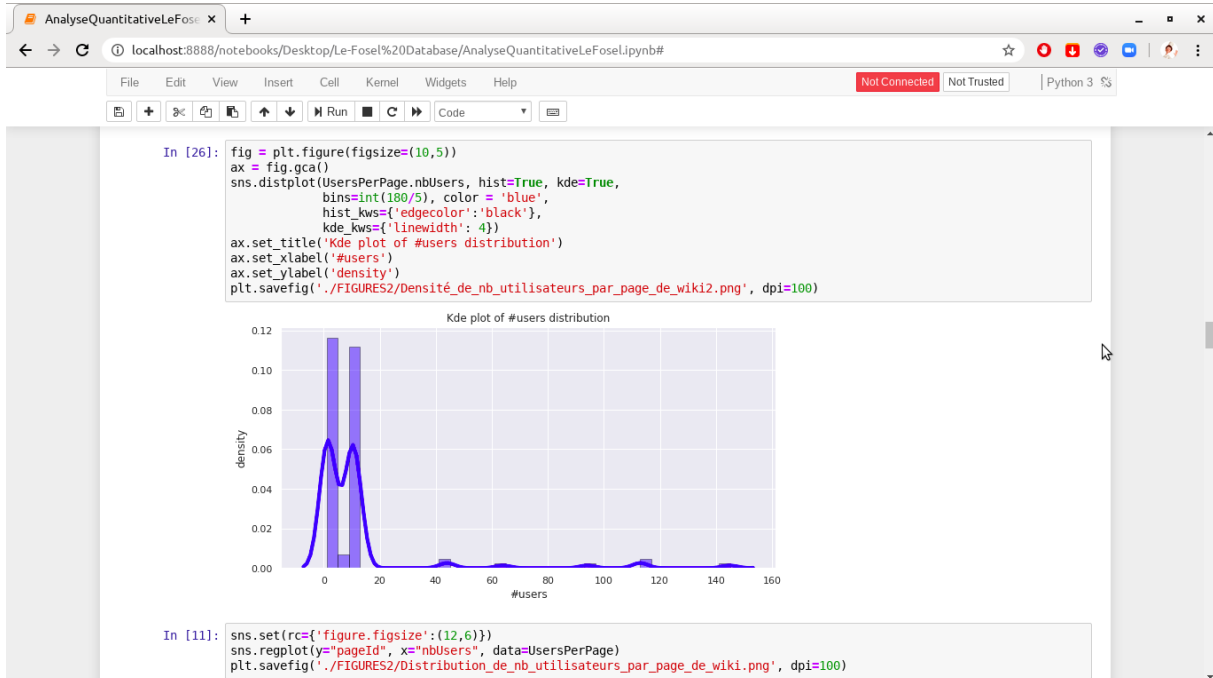 AnalyseQuantitativeLeFose
localhost:8888/notebooks/Desktop/Le-Fosel%20Database/AnalyseQuantitativeLeFosel.ipynb#
File Edit View Insert Cell Kernel Widgets Help Not Connected Not Trusted Python 3
Run Code
In [26]: fig = plt.figure(figsize=(10,5))
ax = fig.gca()
sns.distplot(UsersPerPage.nbUsers, hist=True, kde=True,
bins=int(180/5), color = 'blue',
hist_kws={'edgecolor':'black'},
kde_kws={'linewidth': 4})
ax.set_title('Kde plot of #users distribution')
ax.set_xlabel('#users')
ax.set_ylabel('density')
plt.savefig('./FIGURES2/Densité_de_nb_utilisateurs_par_page_de_wiki2.png', dpi=100)
Kde plot of #users distribution
0.12
0.10
0.08
density
0.06
0.04
0.02
0.00
0 20 40 60 80 100 120 140 160
#users
In [11]: sns.set(rc={'figure.figsize':(12,6)})
sns.regplot(y="pageId", x="nbUsers", data=UsersPerPage)
plt.savefig('./FIGURES2/Distribution_de_nb_utilisateurs_par_page_de_wiki.png', dpi=100)